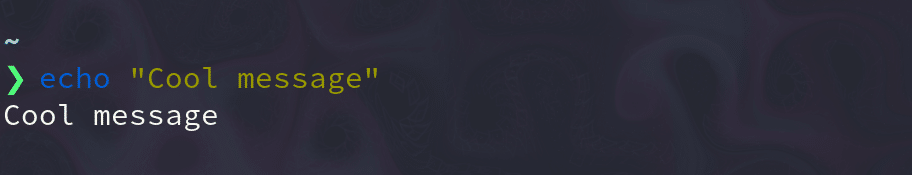 ~
❯ echo "Cool message"
Cool message